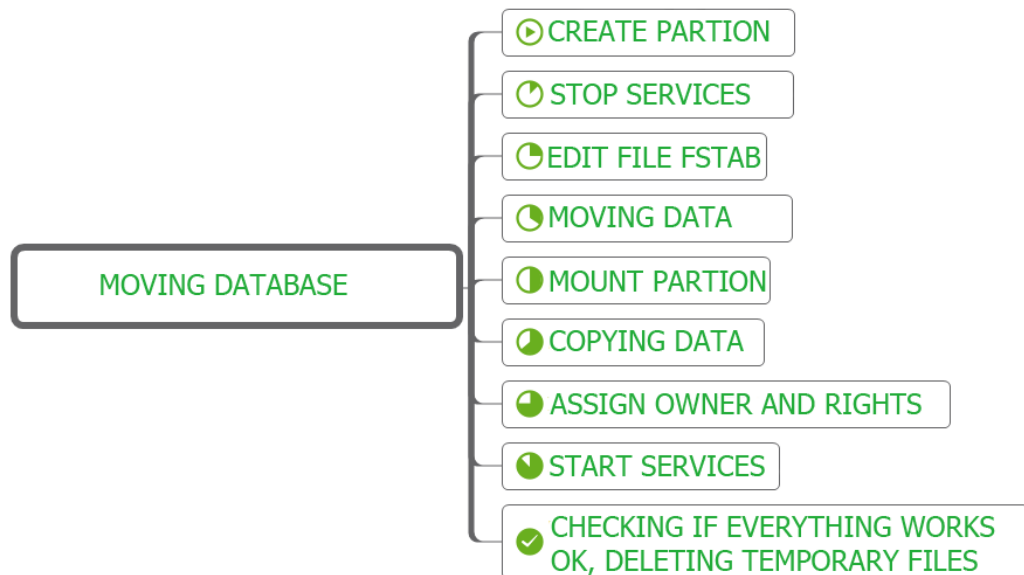 CREATE PARTION
STOP SERVICES
EDIT FILE FSTAB
MOVING DATA
MOVING DATABASE
MOUNT PARTION
COPYING DATA
ASSIGN OWNER AND RIGHTS
START SERVICES
CHECKING IF EVERYTHING WORKS
OK, DELETING TEMPORARY FILES